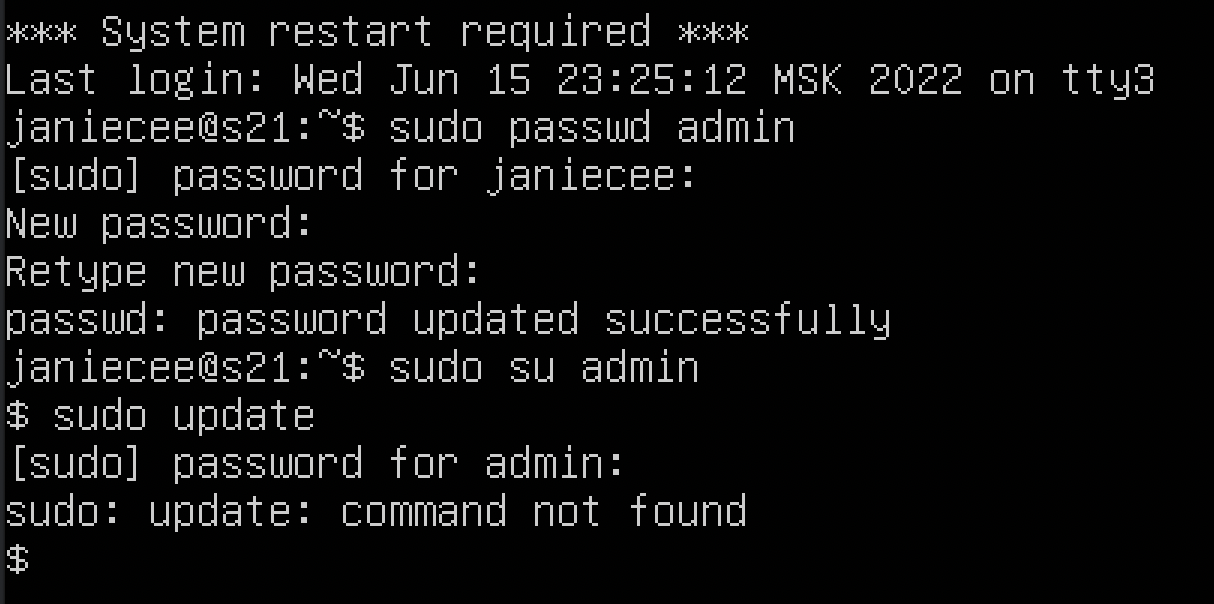 *** System restart required ***
Last login: Wed Jun 15 23:25:12 MSK 2022 on tty3
janiecee@s21:~$ sudo passwd admin
[sudo] password for janiecee:
New password:
Retype new password:
passwd: password updated successfully
janiecee@s21:~$ sudo su admin
$ sudo update
[sudo] password for admin:
sudo: update: command not found
$